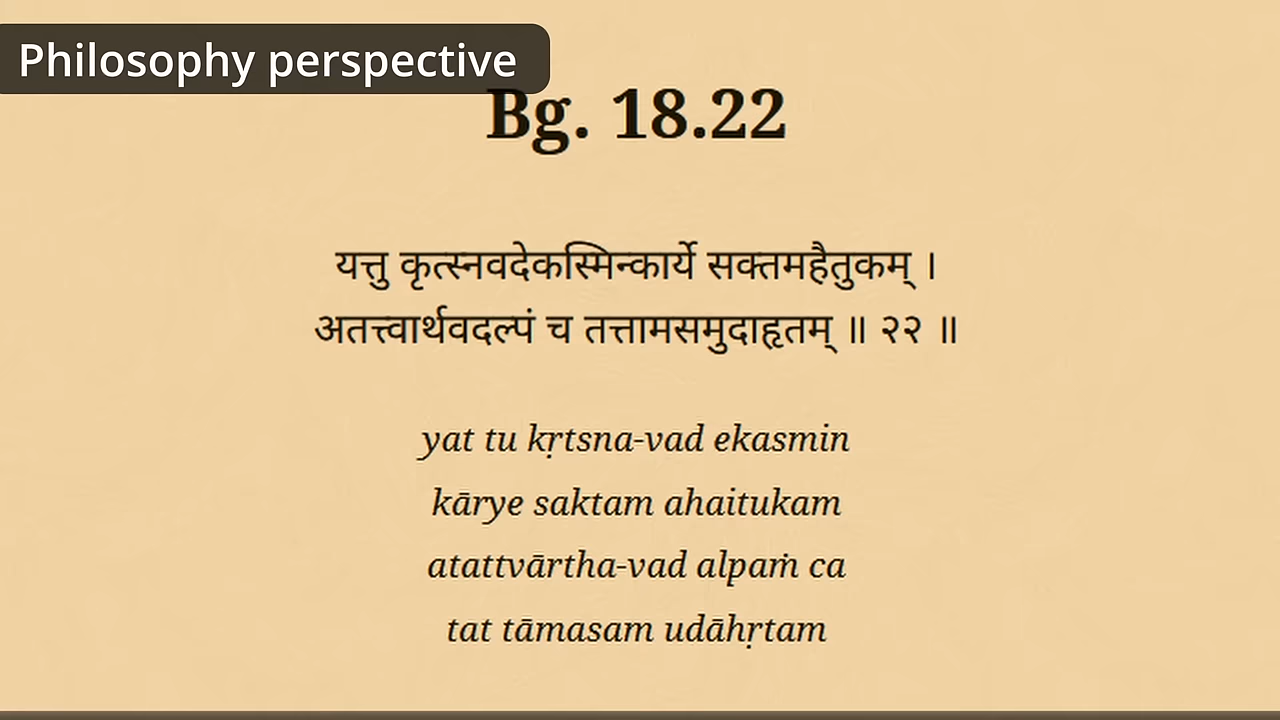 Philosophy perspective
Bg. 18.22
यत्तु कृत्स्नवदेकस्मिन्कार्ये सक्तमहैतुकम् ।
अतत्त्वार्थवदल्पं च तत्तामसमुदाहृतम् ॥ २२ ॥
yat tu kṛtsna-vad ekasmin
kārye saktam ahaitukam
atattvārtha-vad alpaṁ ca
tat tāmasam udāhṛtam